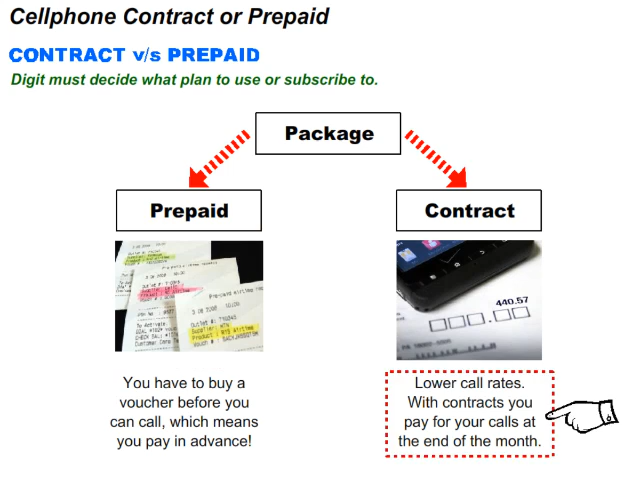 Cellphone Contract or Prepaid
CONTRACT v/s PREPAID
Digit must decide what plan to use or subscribe to.
Package
Prepaid
Contract
440.57
You have to buy a
voucher before you
can call, which means
you pay in advance!
Lower call rates.
With contracts you
pay for your calls at
the end of the month.